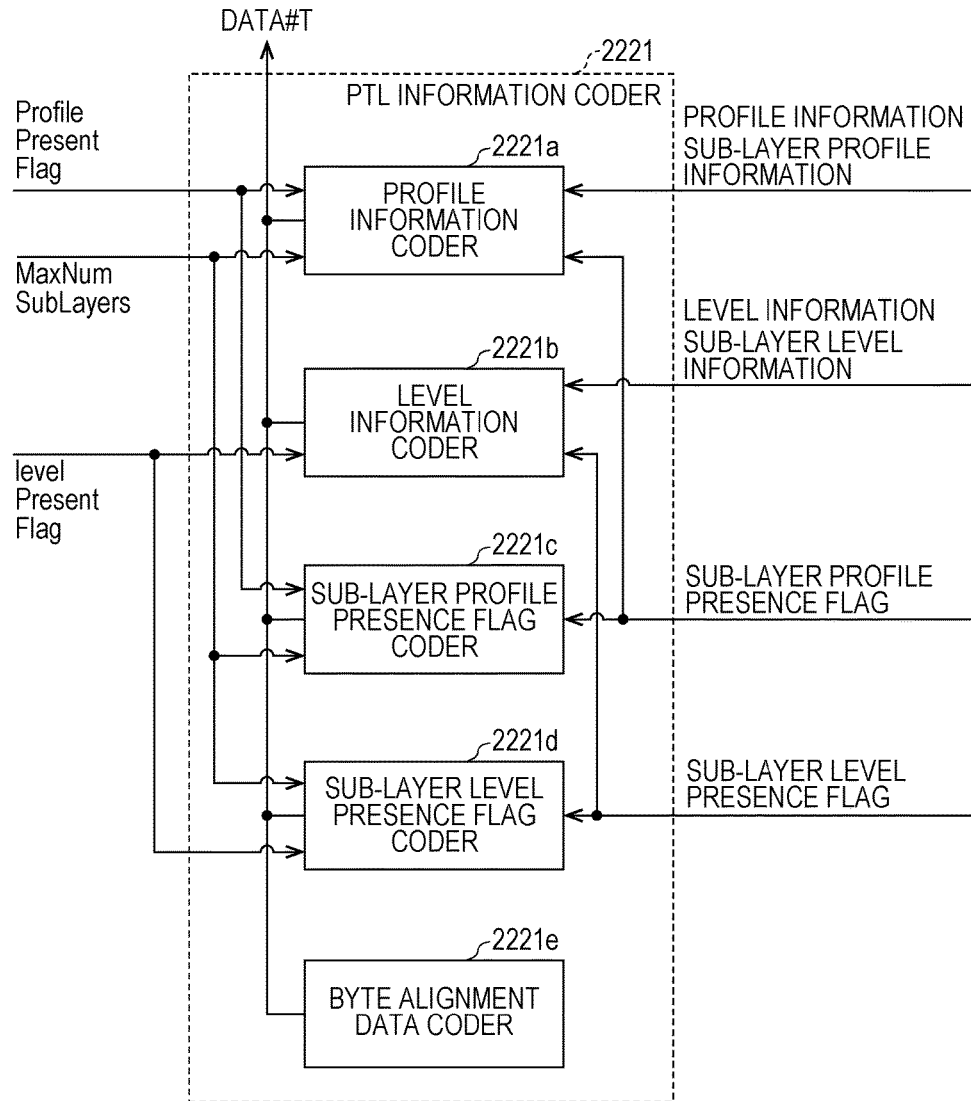 DATA#T
2221
PTL INFORMATION CODER
Profile
Present
Flag
2221a
PROFILE
INFORMATION
CODER
PROFILE INFORMATION
SUB-LAYER PROFILE
INFORMATION
MaxNum
SubLayers
2221b
LEVEL
INFORMATION
CODER
LEVEL INFORMATION
SUB-LAYER LEVEL
INFORMATION
level
Present
Flag
2221c
SUB-LAYER PROFILE
PRESENCE FLAG
CODER
SUB-LAYER PROFILE
PRESENCE FLAG
2221d
SUB-LAYER LEVEL
PRESENCE FLAG
CODER
SUB-LAYER LEVEL
PRESENCE FLAG
2221e
BYTE ALIGNMENT
DATA CODER